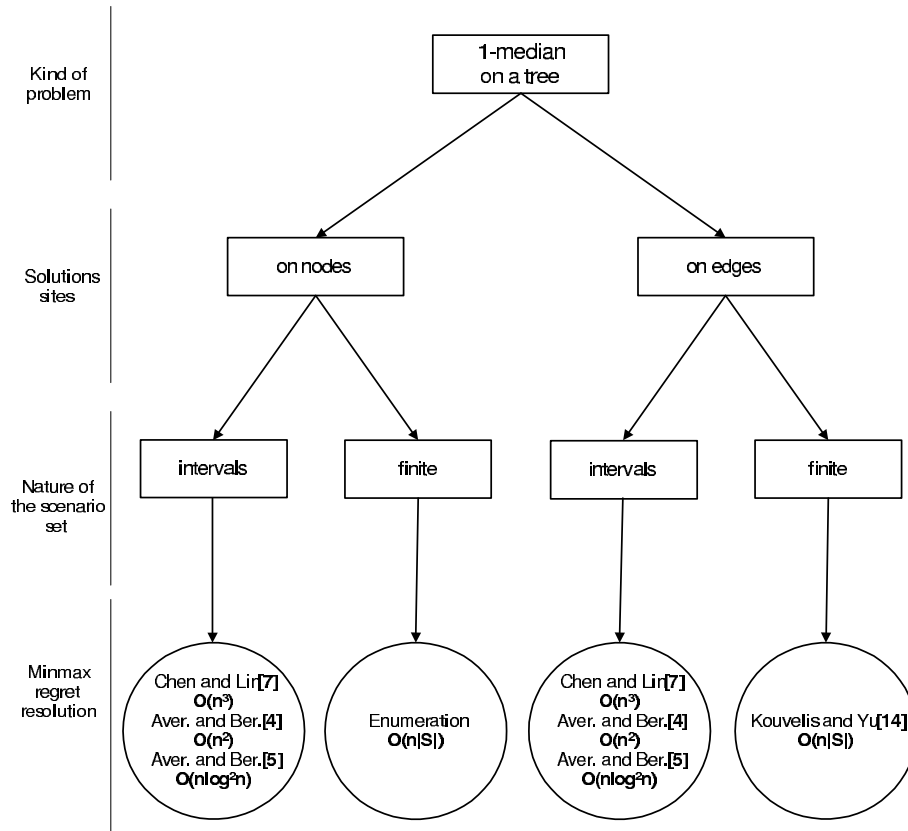 Kind of
problem
1-median
on a tree
Solutions
sites
on nodes
on edges
Nature of
the scenario
set
intervals
finite
intervals
finite
Minmax
regret
resolution
Chen and Lin[7]
O(n³)
Aver. and Ber.[4]
O(n²)
Aver. and Ber.[5]
O(nlog²n)
Enumeration
O(n|S|)
Chen and Lin[7]
O(n³)
Aver. and Ber.[4]
O(n²)
Aver. and Ber.[5]
O(nlog²n)
Kouvelis and Yu[14]
O(n|S|)